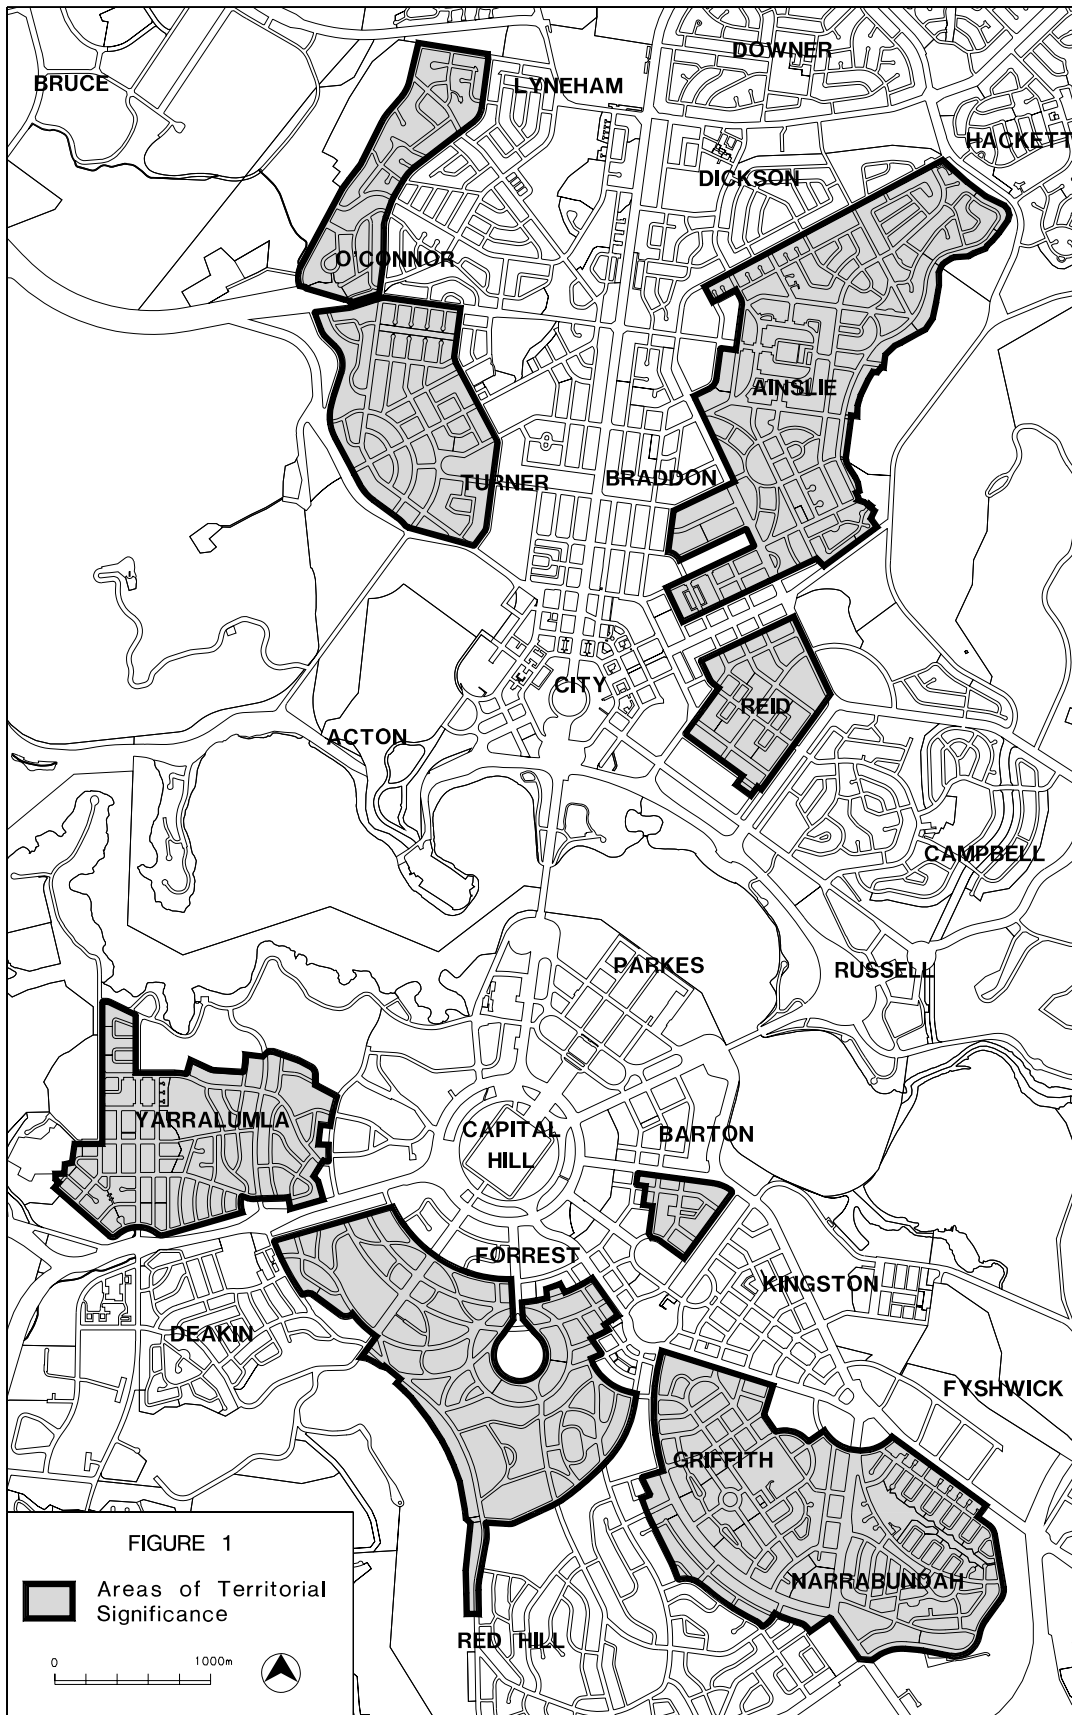 DOWNER
BRUCE
LYNEHAM
HACKETT
DICKSON
O'CONNOR
AINSLIE
TURNER
BRADDON
CITY
REID
ACTON
CAMPBELL
PARKES
RUSSELL
YARRALUMLA
CAPITAL
HILL
BARTON
FORREST
KINGSTON
DEAKIN
FYSHWICK
GRIFFITH
NARRABUNDAH
RED HILL
FIGURE 1
Areas of Territorial
Significance
0 1000m